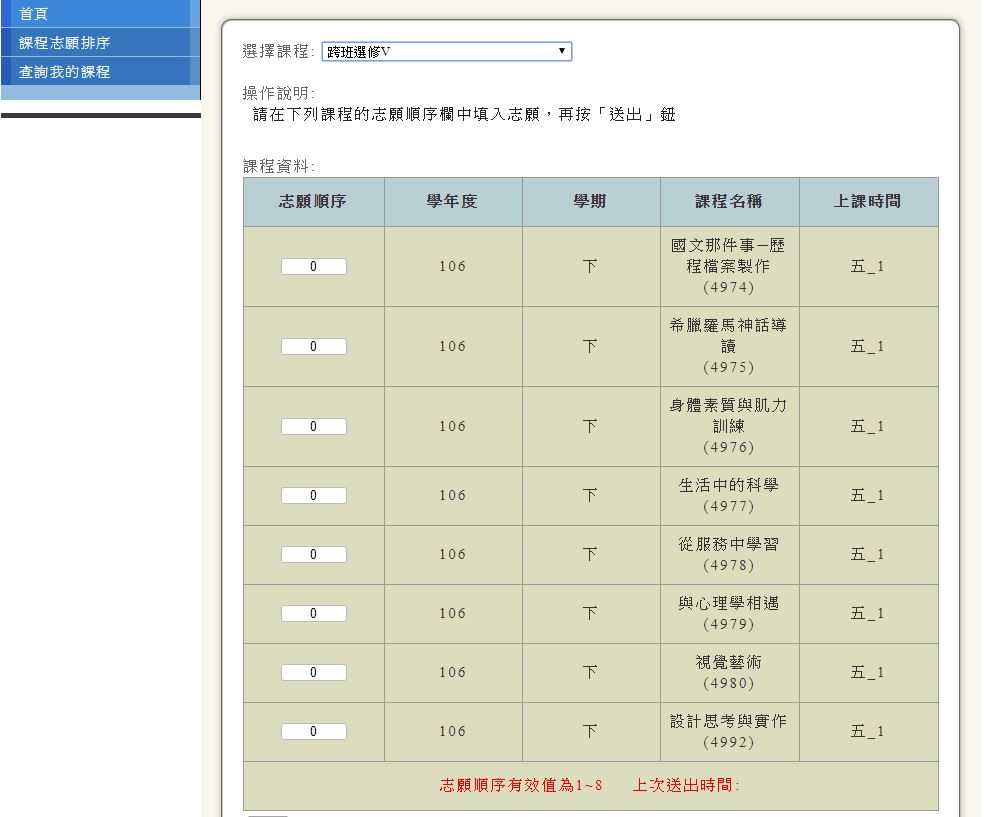 首頁
課程志願排序
查詢我的課程
選擇課程: 跨班選修V
操作說明:
請在下列課程的志願順序欄中填入志願，再按「送出」鈕
課程資料:
志願順序 學年度 學期 課程名稱 上課時間
0 106 下 國文那件事—歷
程檔案製作
(4974) 五_1
0 106 下 希臘羅馬神話導
讀
(4975) 五_1
0 106 下 身體素質與肌力
訓練
(4976) 五_1
0 106 下 生活中的科學
(4977) 五_1
0 106 下 從服務中學習
(4978) 五_1
0 106 下 與心理學相遇
(4979) 五_1
0 106 下 視覺藝術
(4980) 五_1
0 106 下 設計思考與實作
(4992) 五_1
志願順序有效值為1~8 上次送出時間: